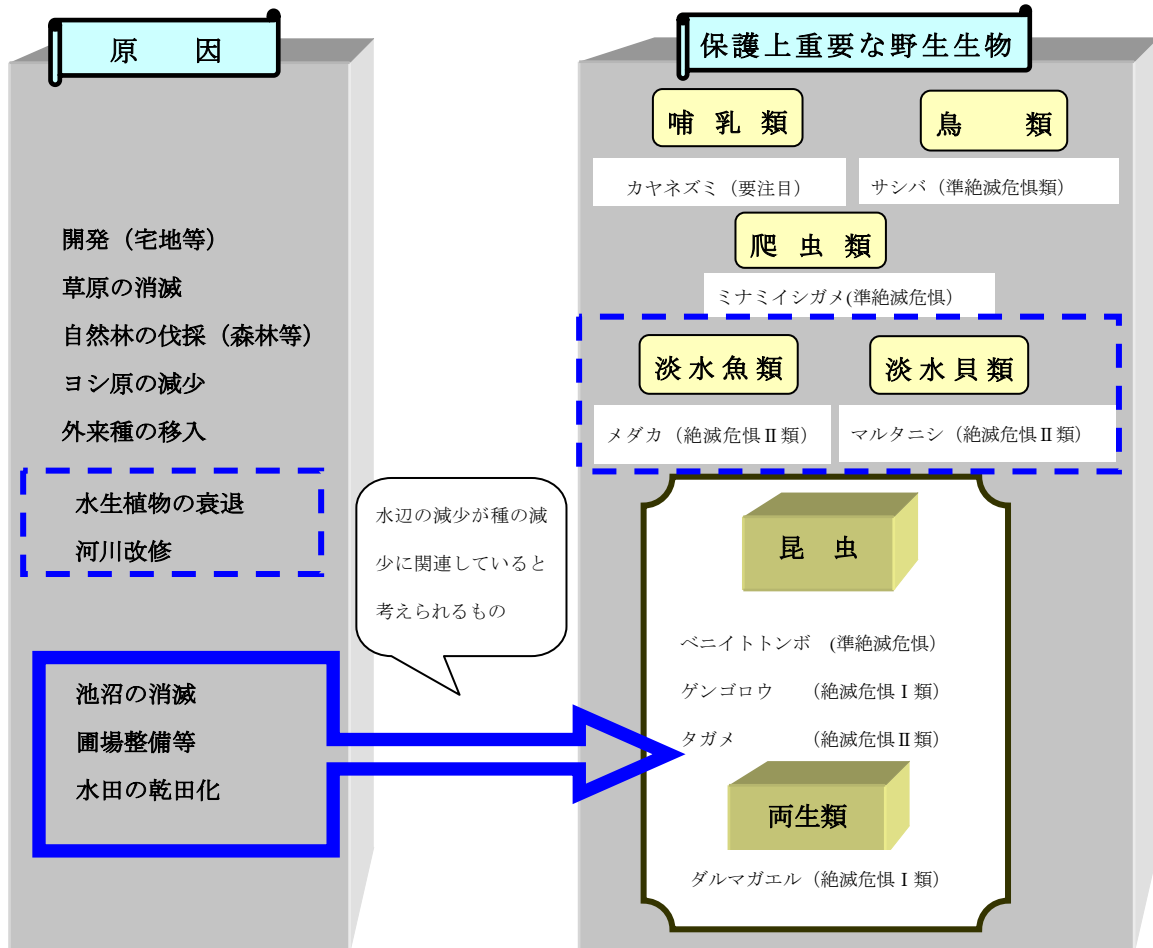 原　　因
開発（宅地等）
草原の消滅
自然林の伐採（森林等）
ヨシ原の減少
外来種の移入
水生植物の衰退
河川改修
池沼の消滅
圃場整備等
水田の乾田化
水辺の減少が種の減
少に関連していると
考えられるもの
保護上重要な野生生物
哺 乳 類
鳥　　類
カヤネズミ（要注目）
サシバ（準絶滅危惧類）
爬 虫 類
ミナミイシガメ(準絶滅危惧）
淡水魚類
淡水貝類
メダカ（絶滅危惧Ⅱ類）
マルタニシ（絶滅危惧Ⅱ類）
昆　虫
ベニイトトンボ　(準絶滅危惧）
ゲンゴロウ　　（絶滅危惧Ⅰ類）
タガメ　　　　（絶滅危惧Ⅱ類）
両生類
ダルマガエル（絶滅危惧Ⅰ類）